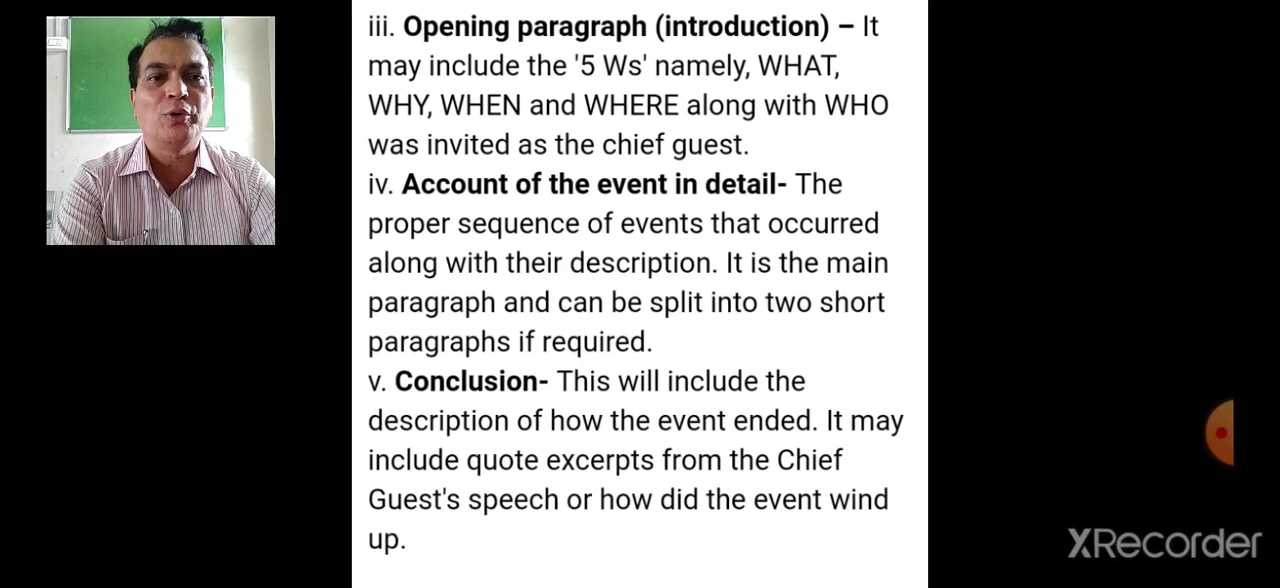 iii. Opening paragraph (introduction) – It
may include the '5 Ws' namely, WHAT,
WHY, WHEN and WHERE along with WHO
was invited as the chief guest.
iv. Account of the event in detail- The
proper sequence of events that occurred
along with their description. It is the main
paragraph and can be split into two short
paragraphs if required.
v. Conclusion- This will include the
description of how the event ended. It may
include quote excerpts from the Chief
Guest's speech or how did the event wind
up.
XRecorder